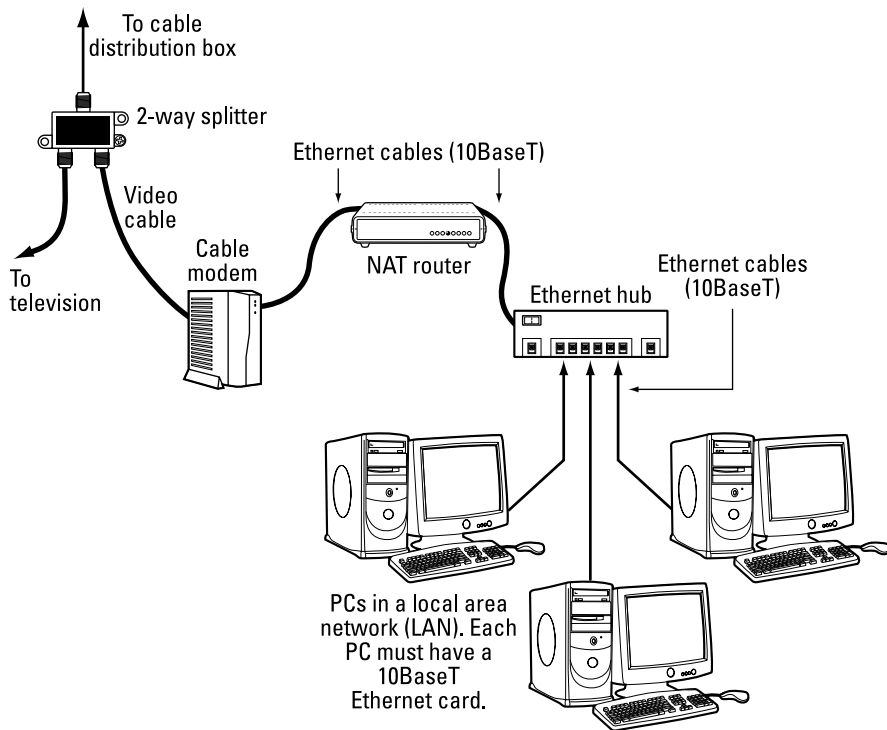 To cable
distribution box
2-way splitter
Ethernet cables (10BaseT)
Video
cable
Cable
modem
NAT router
To
television
Ethernet hub
Ethernet cables
(10BaseT)
PCs in a local area
network (LAN). Each
PC must have a
10BaseT
Ethernet card.